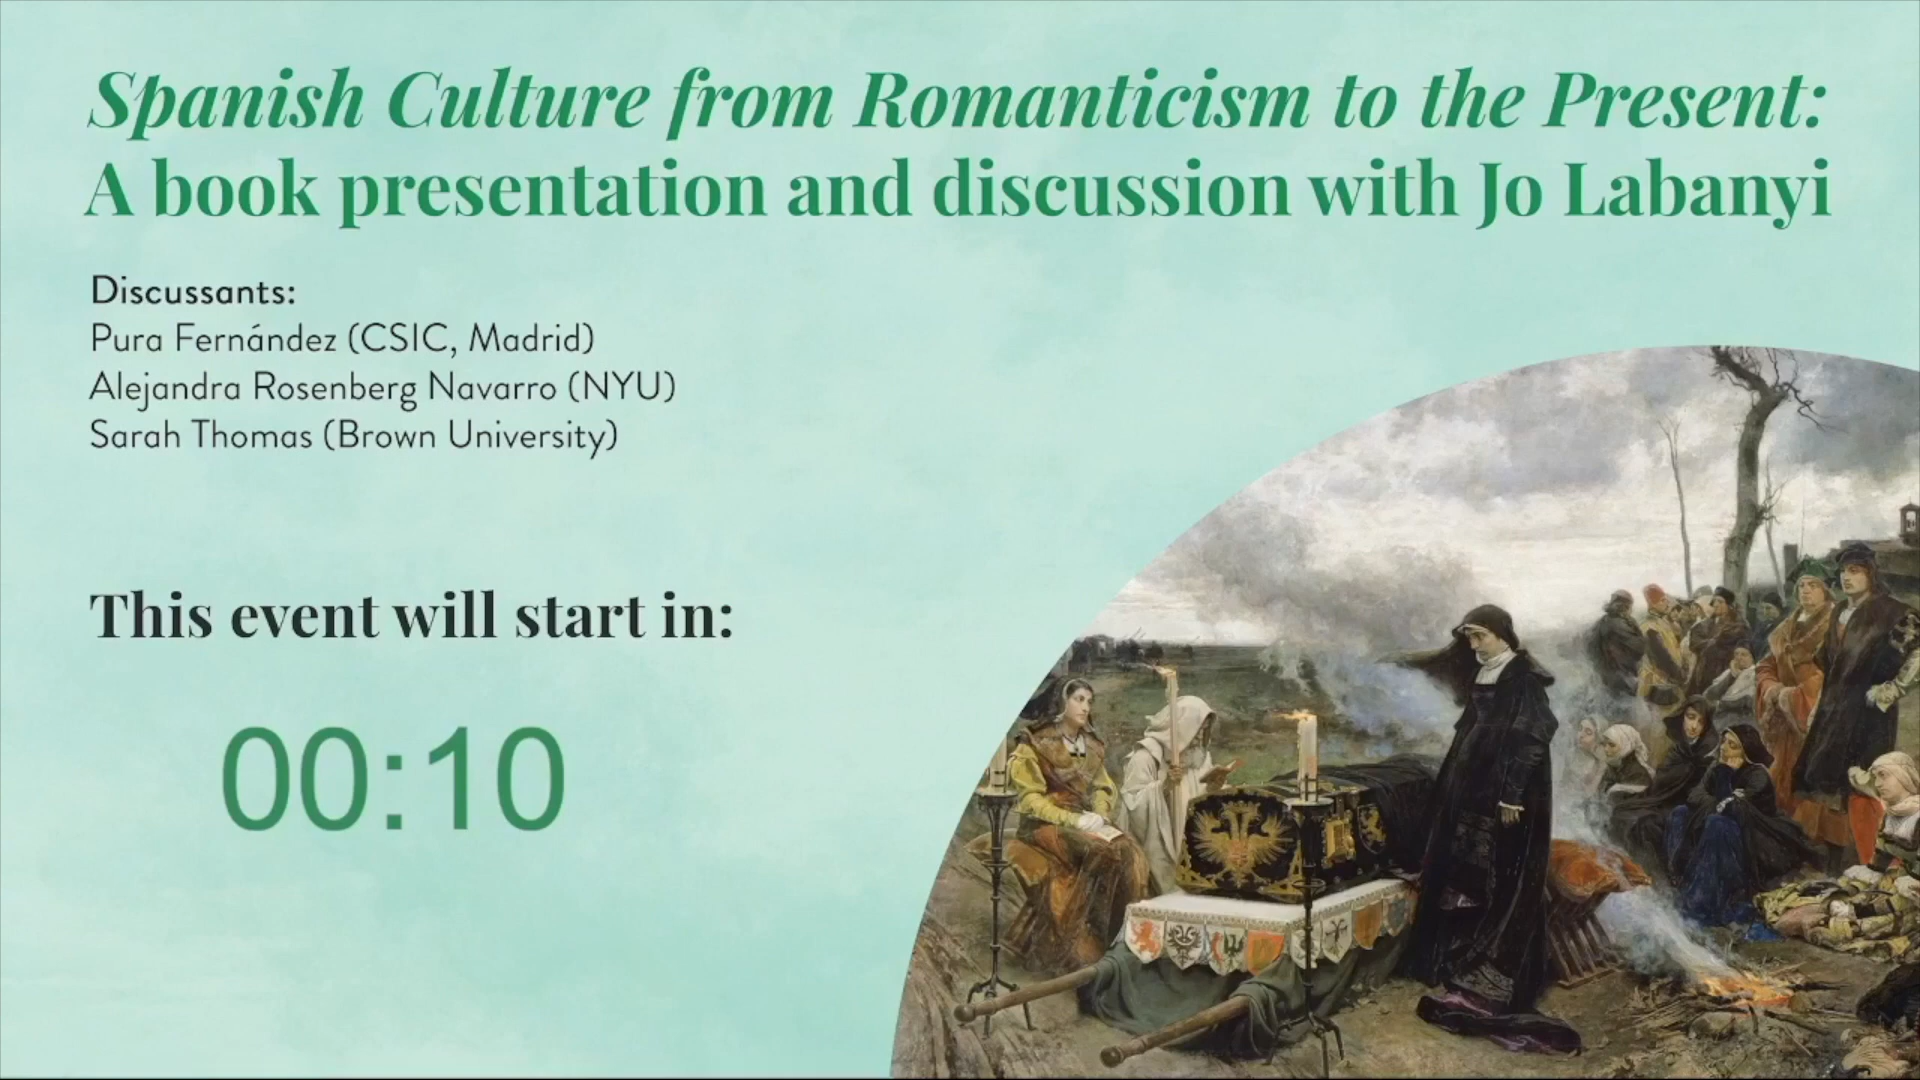 Spanish Culture from Romanticism to the Present:
A book presentation and discussion with Jo Labanyi
Discussants:
Pura Fernández (CSIC, Madrid)
Alejandra Rosenberg Navarro (NYU)
Sarah Thomas (Brown University)
This event will start in:
00:10